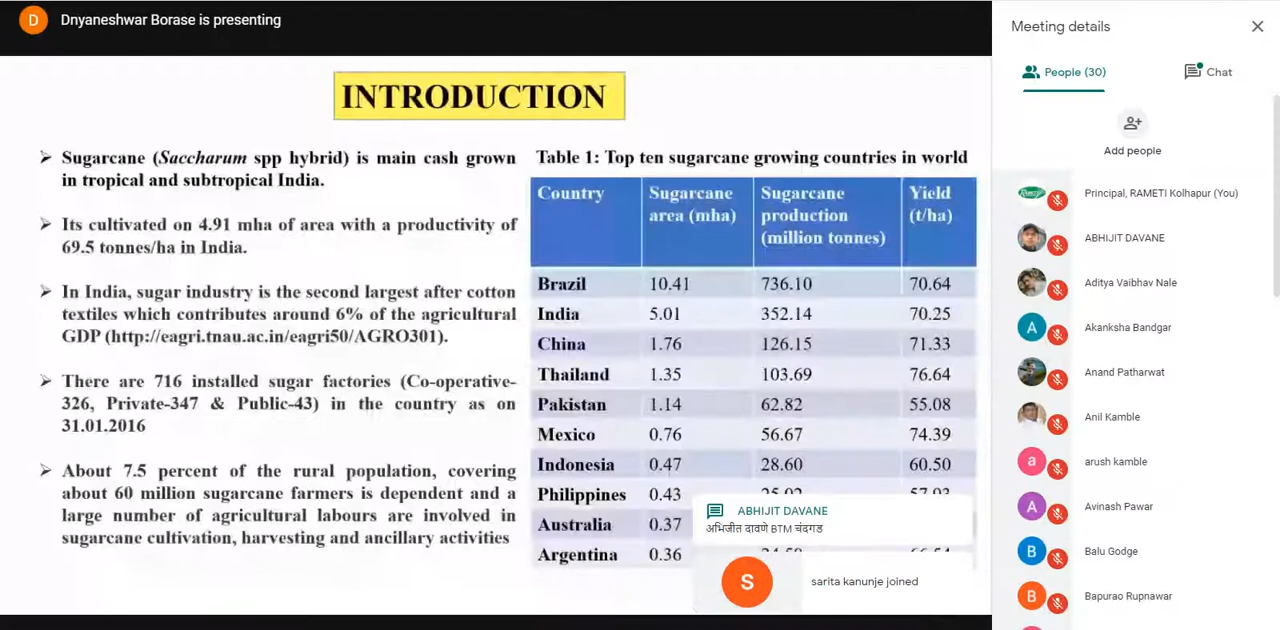 D Dnyaneshwar Borase is presenting
INTRODUCTION
➢ Sugarcane (Saccharum spp hybrid) is main cash grown
in tropical and subtropical India.
➢ Its cultivated on 4.91 mha of area with a productivity of
69.5 tonnes/ha in India.
➢ In India, sugar industry is the second largest after cotton
textiles which contributes around 6% of the agricultural
GDP (http://eagri.tnau.ac.in/eagri50/AGRO301).
➢ There are 716 installed sugar factories (Co-operative-
326, Private-347 & Public-43) in the country as on
31.01.2016
➢ About 7.5 percent of the rural population, covering
about 60 million sugarcane farmers is dependent and a
large number of agricultural labours are involved in
sugarcane cultivation, harvesting and ancillary activities
Table 1: Top ten sugarcane growing countries in world
Country Sugarcane area (mha) Sugarcane production (million tonnes) Yield (t/ha)
Brazil 10.41 736.10 70.64
India 5.01 352.14 70.25
China 1.76 126.15 71.33
Thailand 1.35 103.69 76.64
Pakistan 1.14 62.82 55.08
Mexico 0.76 56.67 74.39
Indonesia 0.47 28.60 60.50
Philippines 0.43
Australia 0.37
Argentina 0.36
ABHIJIT DAVANE
अभिजीत दावणे BTM चंदगड
S sarita kanunje joined
Meeting details
People (30) Chat
Add people
Principal, RAMETI Kolhapur (You)
ABHIJIT DAVANE
Aditya Vaibhav Nale
A Akanksha Bandgar
Anand Patharwat
Anil Kamble
a arush kamble
A Avinash Pawar
B Balu Godge
B Bapurao Rupnawar